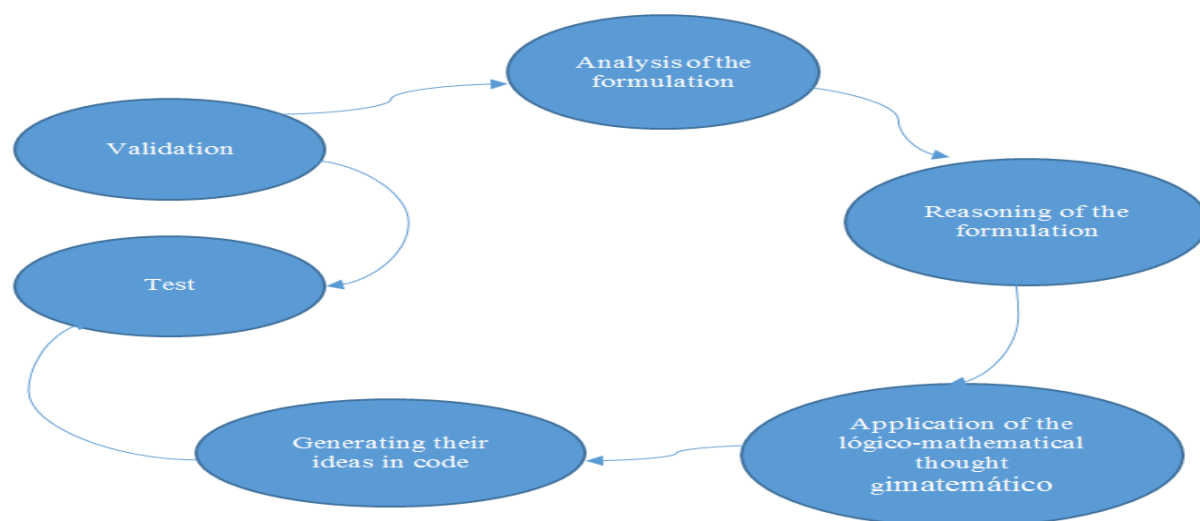 Analysis of the
formulation
Validation
Reasoning of the
formulation
Test
Application of the
lógico-mathematical
thought
gimatemático
Generating their
ideas in code